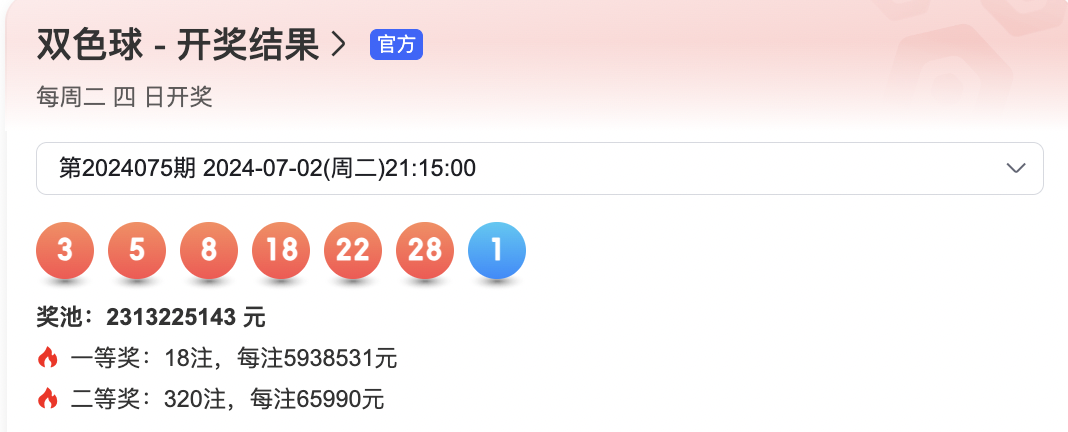 双色球 - 开奖结果 官方
每周二 四 日开奖
第2024075期 2024-07-02(周二)21:15:00
3 5 8 18 22 28 1
奖池：2313225143 元
一等奖：18注，每注5938531元
二等奖：320注，每注65990元